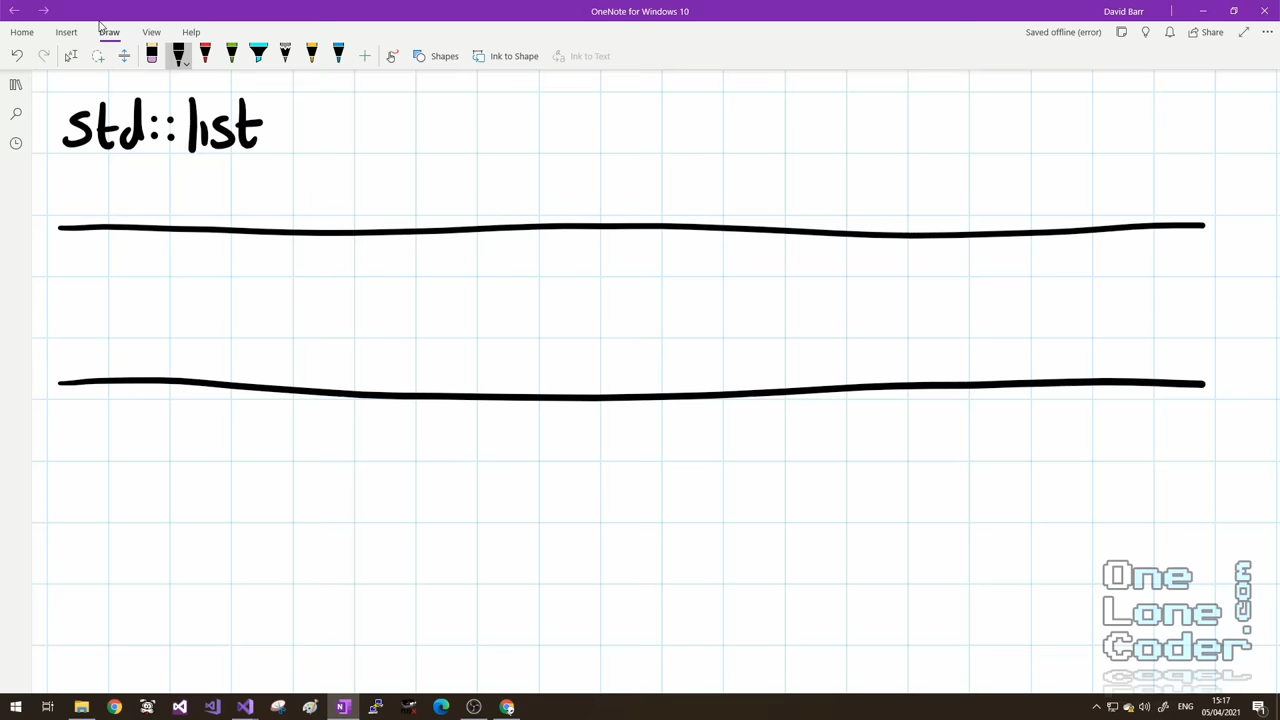 OneNote for Windows 10
David Barr
Home Insert Draw View Help
Saved offline (error)
Share
Shapes
Ink to Shape
Ink to Text
std::list
One
Lone
Coder
.com
ENG
15:17
05/04/2021